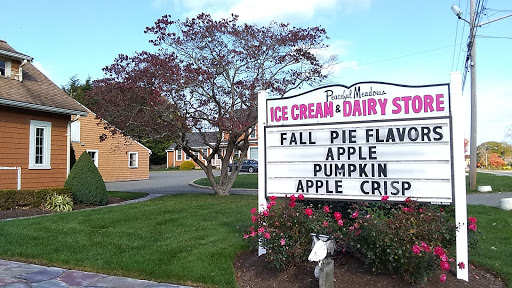 Peaceful Meadows
ICE CREAM & DAIRY STORE
FALL PIE FLAVORS
APPLE
PUMPKIN
APPLE CRISP